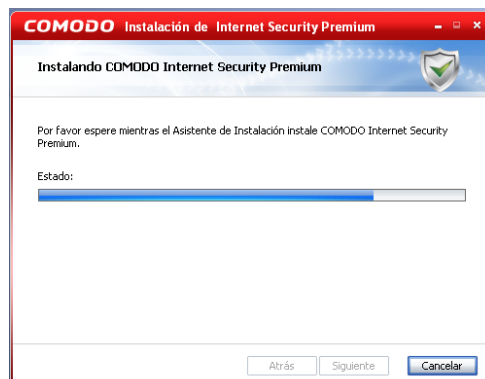 COMODO Instalación de Internet Security Premium
Instalando COMODO Internet Security Premium
Por favor espere mientras el Asistente de Instalación instale COMODO Internet Security
Premium.
Estado:
Atrás Siguiente Cancelar